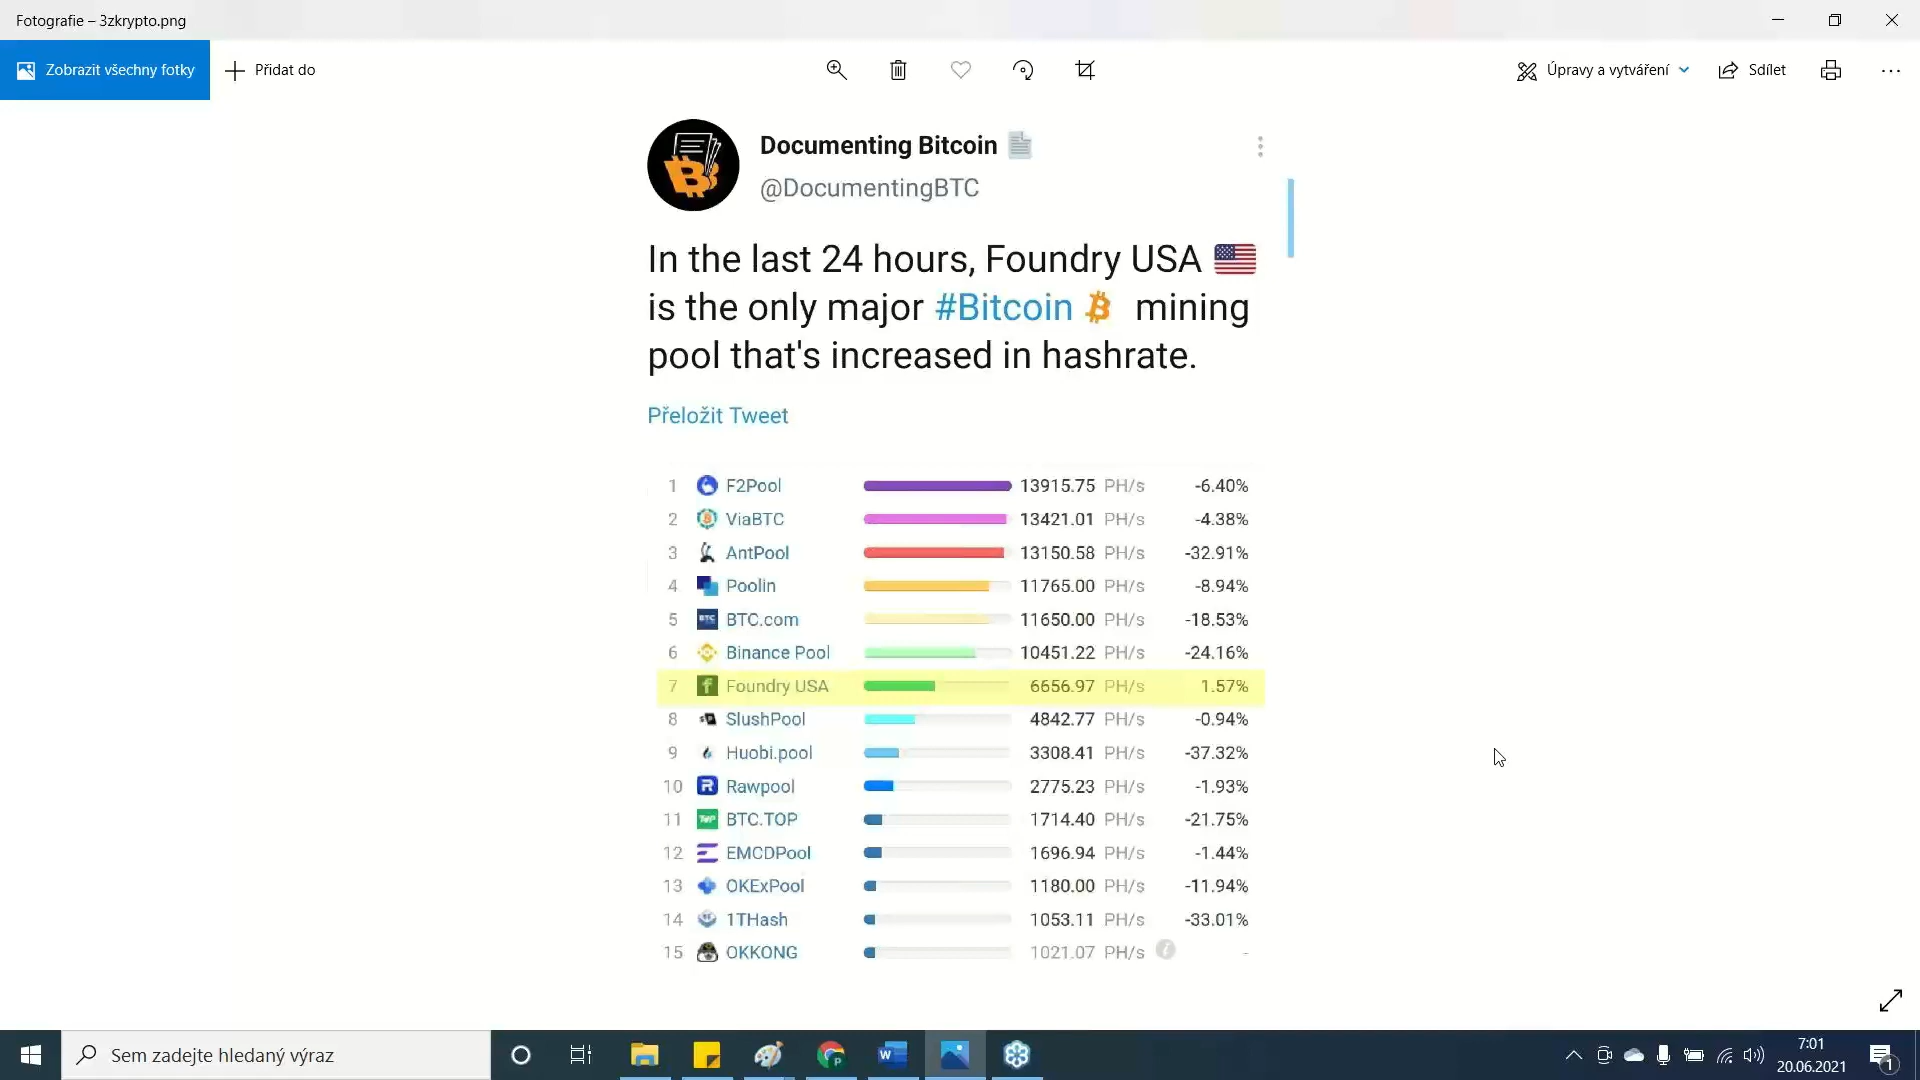 Fotografie – 3zkrypto.png
Zobrazit všechny fotky
Přidat do
Úpravy a vytváření
Sdílet
Documenting Bitcoin
@DocumentingBTC
In the last 24 hours, Foundry USA
is the only major #Bitcoin mining
pool that's increased in hashrate.
Přeložit Tweet
1 F2Pool 13915.75 PH/s -6.40%
2 ViaBTC 13421.01 PH/s -4.38%
3 AntPool 13150.58 PH/s -32.91%
4 Poolin 11765.00 PH/s -8.94%
5 BTC.com 11650.00 PH/s -18.53%
6 Binance Pool 10451.22 PH/s -24.16%
7 Foundry USA 6656.97 PH/s 1.57%
8 SlushPool 4842.77 PH/s -0.94%
9 Huobi.pool 3308.41 PH/s -37.32%
10 Rawpool 2775.23 PH/s -1.93%
11 BTC.TOP 1714.40 PH/s -21.75%
12 EMCDPool 1696.94 PH/s -1.44%
13 OKExPool 1180.00 PH/s -11.94%
14 1THash 1053.11 PH/s -33.01%
15 OKKONG 1021.07 PH/s -
Sem zadejte hledaný výraz
7:01
20.06.2021
1